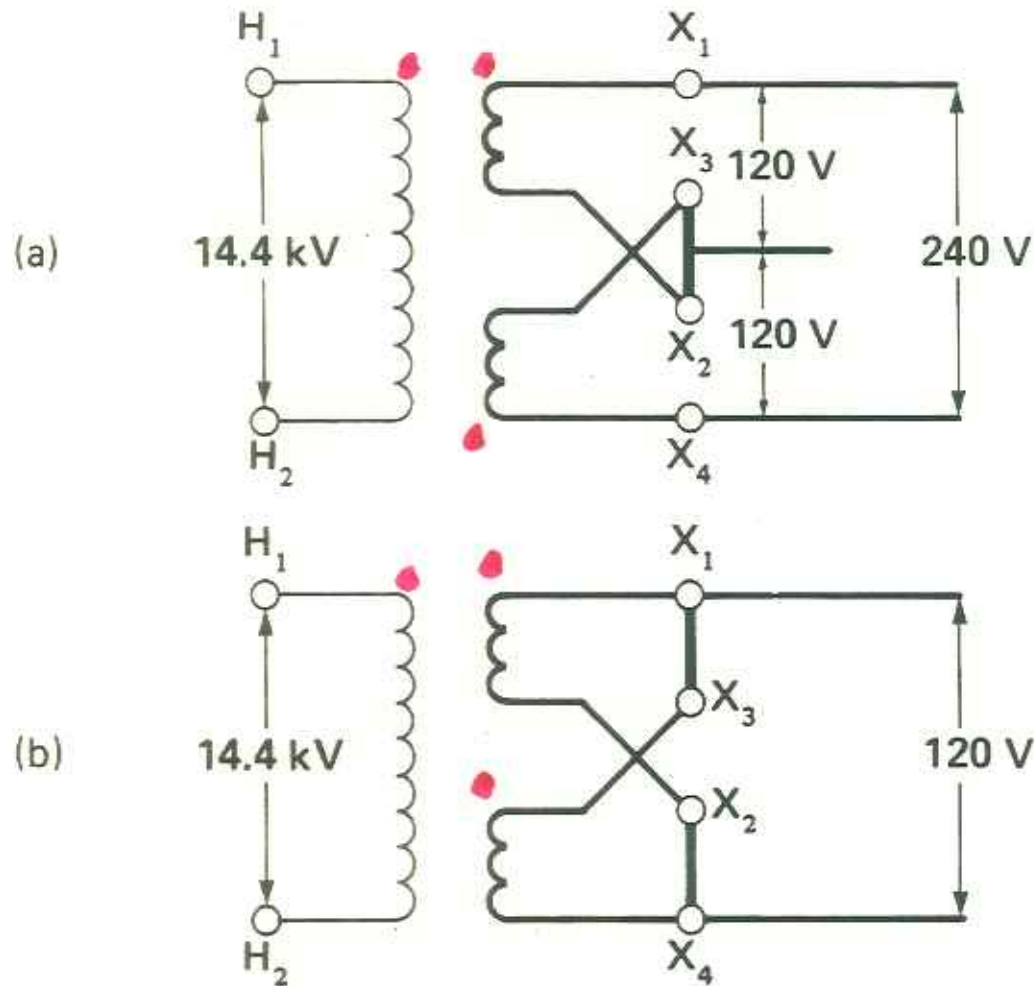 H₁ X₁
X₃
120 V
(a) 14.4 kV 240 V
120 V
X₂
H₂ X₄
H₁ X₁
X₃
(b) 14.4 kV 120 V
X₂
H₂ X₄